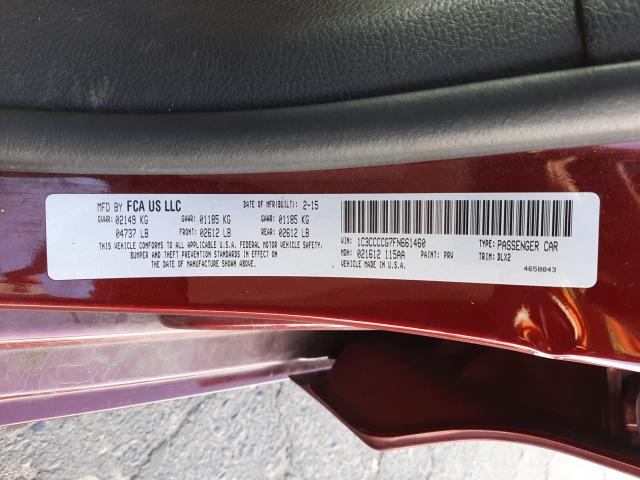 MFD BY FCA US LLC DATE OF MFR(BUILT): 2-15
GVWR: 02149 KG GAWR: 01185 KG GAWR: 01185 KG
04737 LB FRONT: 02612 LB REAR: 02612 LB
THIS VEHICLE CONFORMS TO ALL APPLICABLE U.S.A. FEDERAL MOTOR VEHICLE SAFETY,
BUMPER AND THEFT PREVENTION STANDARDS IN EFFECT ON THE DATE
OF MANUFACTURE SHOWN ABOVE.
VIN: 1C3CCCCG7FN661460 TYPE: PASSENGER CAR
MDH: 021612 115AA PAINT: PRV TRIM: DLX2
MADE IN U.S.A. 4658843